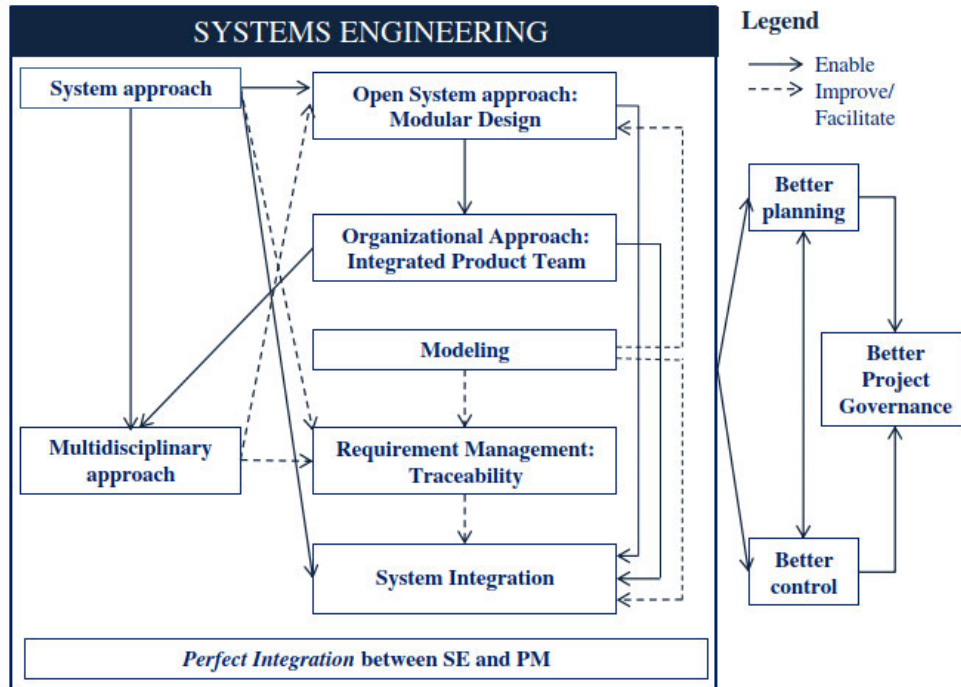 SYSTEMS ENGINEERING
System approach
Open System approach:
Modular Design
Organizational Approach:
Integrated Product Team
Modeling
Multidisciplinary
approach
Requirement Management:
Traceability
System Integration
Perfect Integration between SE and PM
Legend
Enable
Improve/
Facilitate
Better
planning
Better
Project
Governance
Better
control